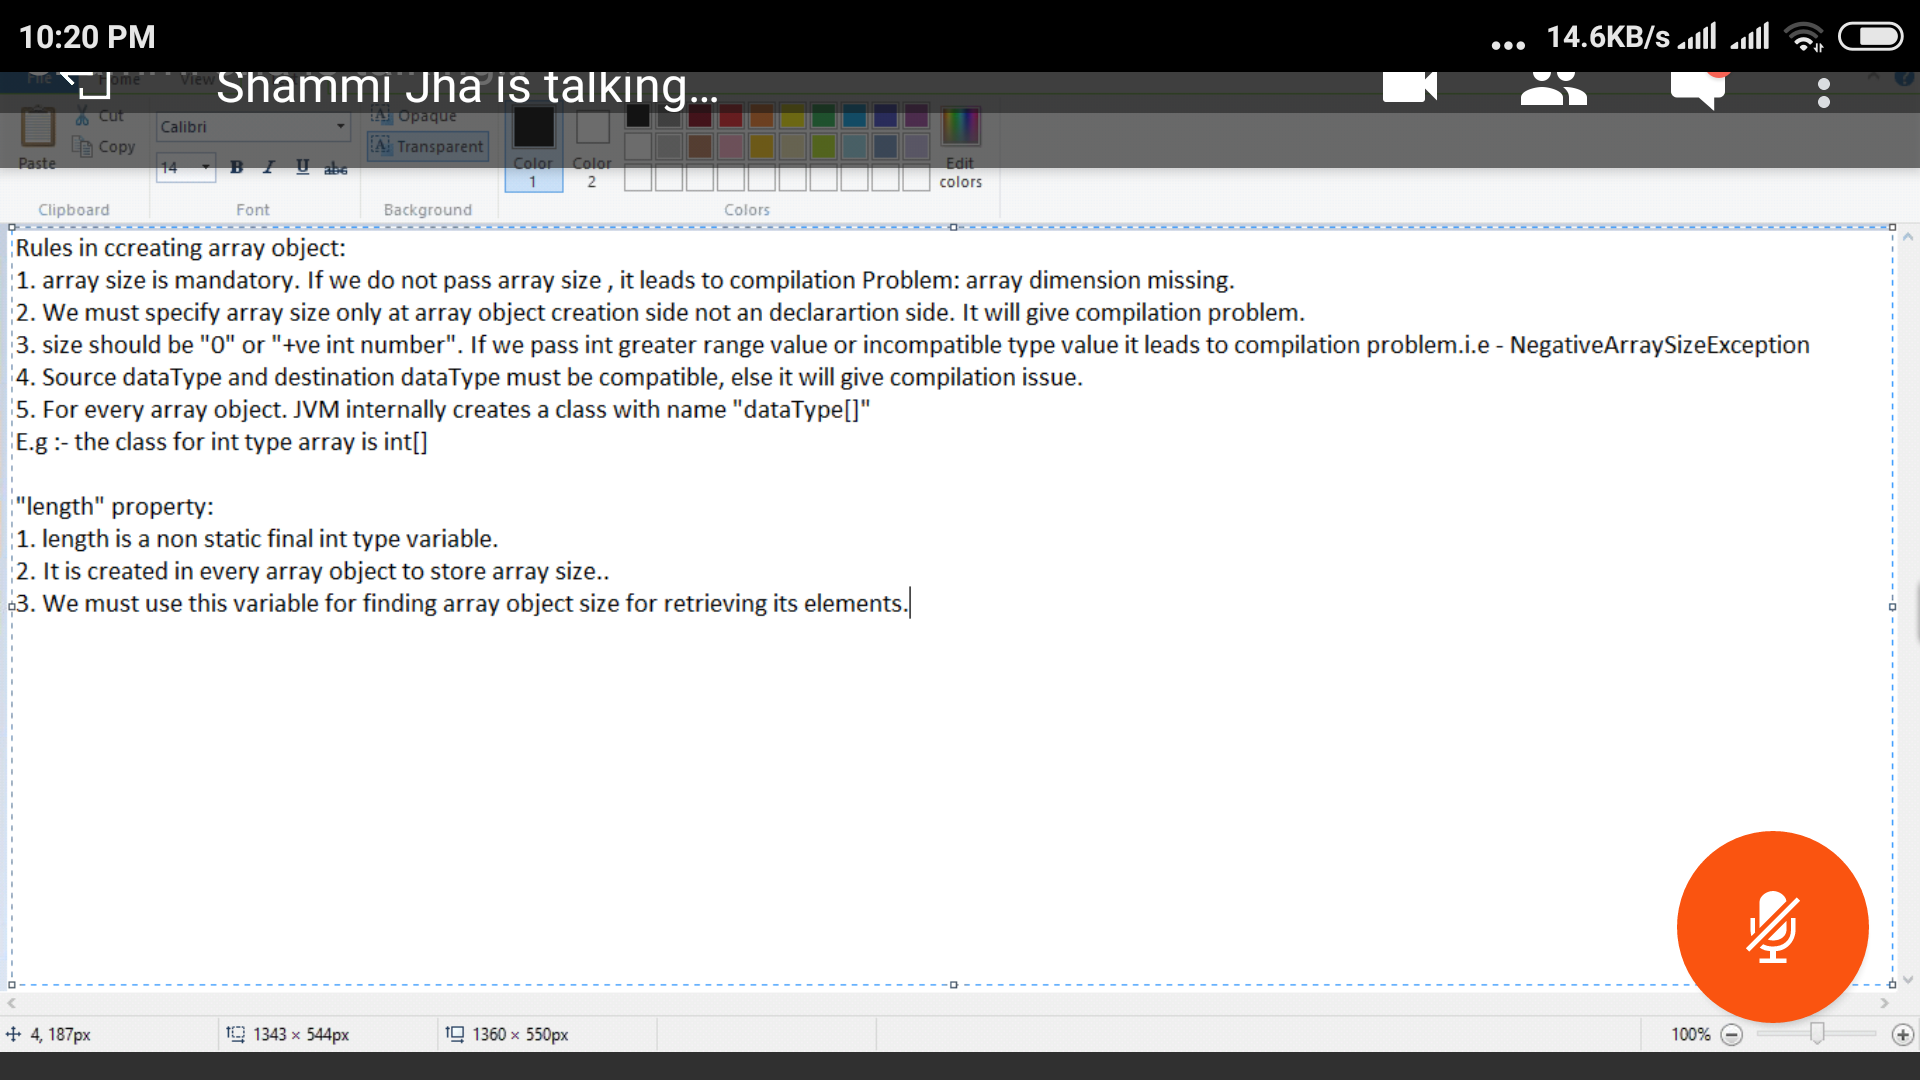 10:20 PM
... 14.6KB/s
Shammi Jha is talking...
Paste
Cut
Copy
Clipboard
Calibri
14
B I U abc
Font
Opaque
Transparent
Background
Color 1
Color 2
Edit colors
Colors
Rules in ccreating array object:
1. array size is mandatory. If we do not pass array size , it leads to compilation Problem: array dimension missing.
2. We must specify array size only at array object creation side not an declarartion side. It will give compilation problem.
3. size should be "0" or "+ve int number". If we pass int greater range value or incompatible type value it leads to compilation problem.i.e - NegativeArraySizeException
4. Source dataType and destination dataType must be compatible, else it will give compilation issue.
5. For every array object. JVM internally creates a class with name "dataType[]"
E.g :- the class for int type array is int[]
"length" property:
1. length is a non static final int type variable.
2. It is created in every array object to store array size..
3. We must use this variable for finding array object size for retrieving its elements.
4, 187px
1343 × 544px
1360 × 550px
100%